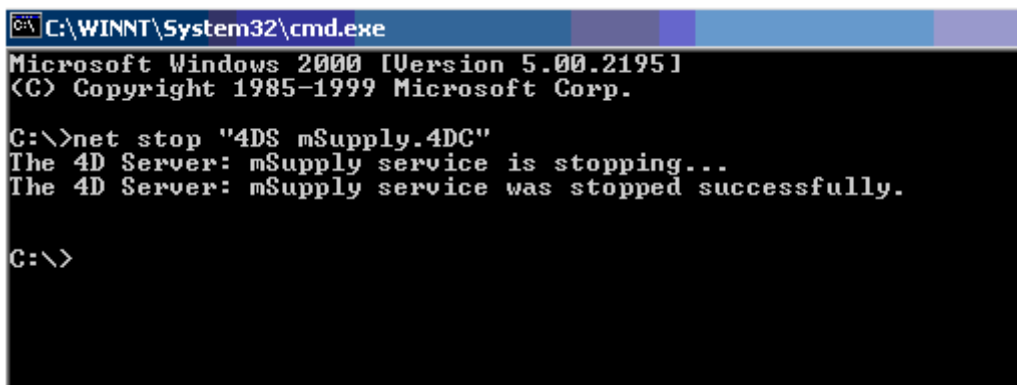 C:\WINNT\System32\cmd.exe
Microsoft Windows 2000 [Version 5.00.2195]
(C) Copyright 1985-1999 Microsoft Corp.
C:\>net stop "4DS mSupply.4DC"
The 4D Server: mSupply service is stopping...
The 4D Server: mSupply service was stopped successfully.
C:\>